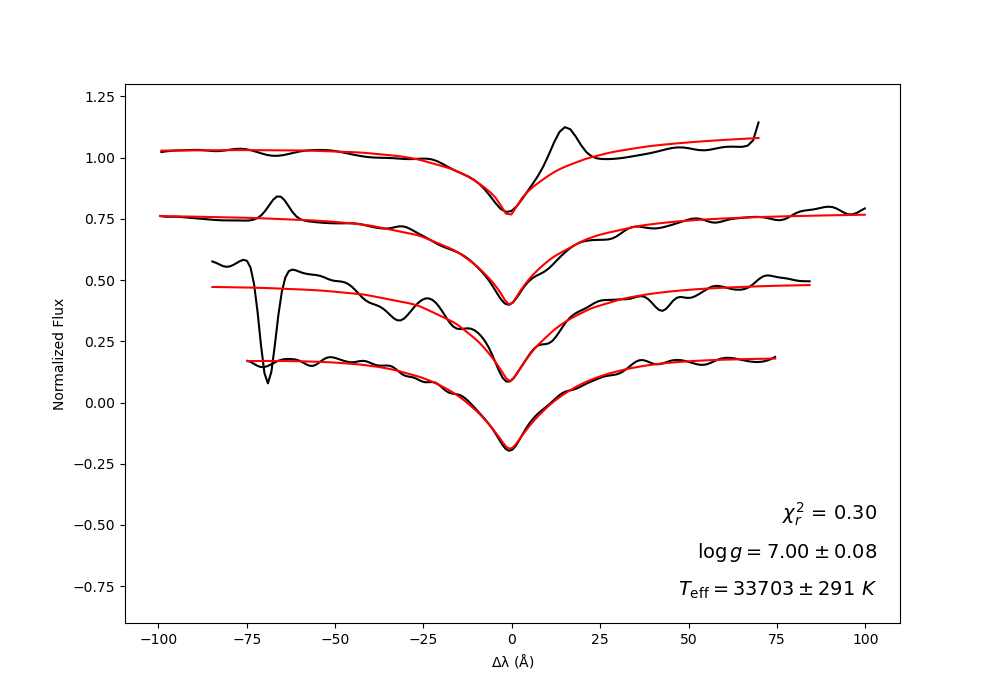 Normalized Flux
1.25
1.00
0.75
0.50
0.25
0.00
−0.25
−0.50
−0.75
χ_r^2 = 0.30
log g = 7.00 ± 0.08
T_eff = 33703 ± 291 K
−100 −75 −50 −25 0 25 50 75 100
Δλ (Å)